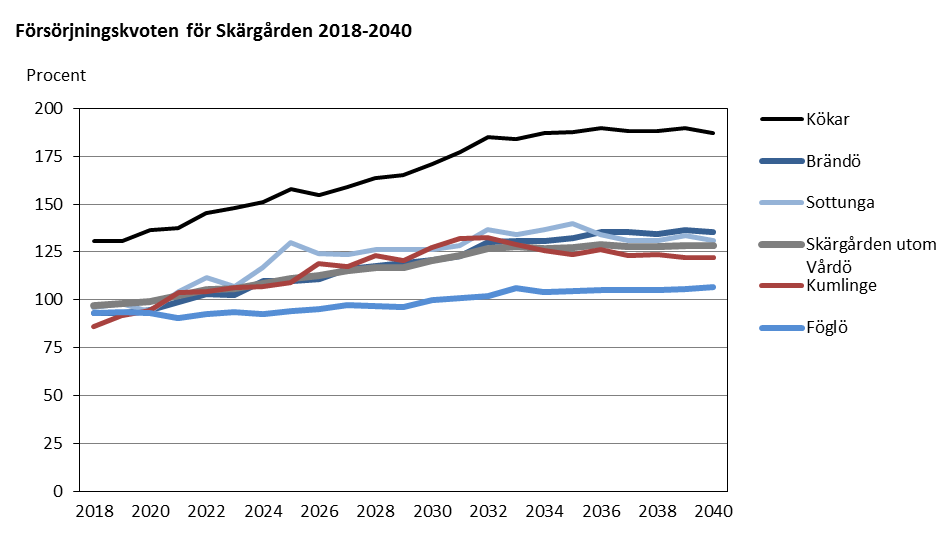 Försörjningskvoten för Skärgården 2018-2040
Procent
200
175
150
125
100
75
50
25
0
2018 2020 2022 2024 2026 2028 2030 2032 2034 2036 2038 2040
Kökar
Brändö
Sottunga
Skärgården utom
Vårdö
Kumlinge
Föglö